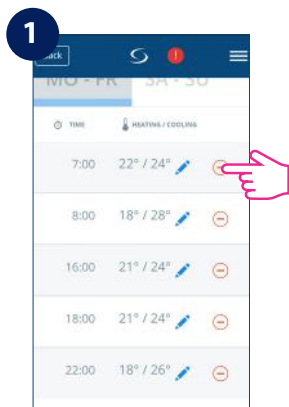 1
Back
MO - FR SA - SU
TIME HEATING / COOLING
7:00 22° / 24°
8:00 18° / 28°
16:00 21° / 24°
18:00 21° / 24°
22:00 18° / 26°